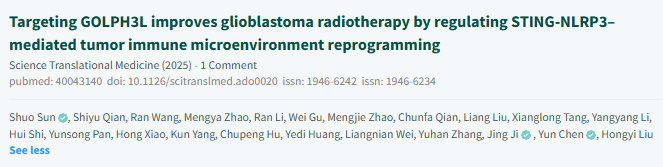 Targeting GOLPH3L improves glioblastoma radiotherapy by regulating STING-NLRP3–
mediated tumor immune microenvironment reprogramming
Science Translational Medicine (2025) - 1 Comment
pubmed: 40043140 doi: 10.1126/scitranslmed.ado0020 issn: 1946-6242 issn: 1946-6234
Shuo Sun, Shiyu Qian, Ran Wang, Mengya Zhao, Ran Li, Wei Gu, Mengjie Zhao, Chunfa Qian, Liang Liu, Xianglong Tang, Yangyang Li,
Hui Shi, Yunsong Pan, Hong Xiao, Kun Yang, Chupeng Hu, Yedi Huang, Liangnian Wei, Yuhan Zhang, Jing Ji , Yun Chen , Hongyi Liu
See less